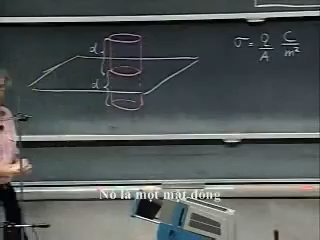 σ = Q/A C/m²
d
d
Nó là một mặt đóng